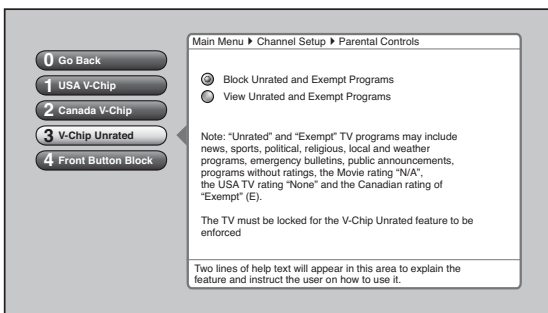 Main Menu ▶ Channel Setup ▶ Parental Controls
0 Go Back
1 USA V-Chip
2 Canada V-Chip
3 V-Chip Unrated
4 Front Button Block
Block Unrated and Exempt Programs
View Unrated and Exempt Programs
Note: “Unrated” and “Exempt” TV programs may include
news, sports, political, religious, local and weather
programs, emergency bulletins, public announcements,
programs without ratings, the Movie rating “N/A”,
the USA TV rating “None” and the Canadian rating of
“Exempt” (E).
The TV must be locked for the V-Chip Unrated feature to be
enforced
Two lines of help text will appear in this area to explain the
feature and instruct the user on how to use it.